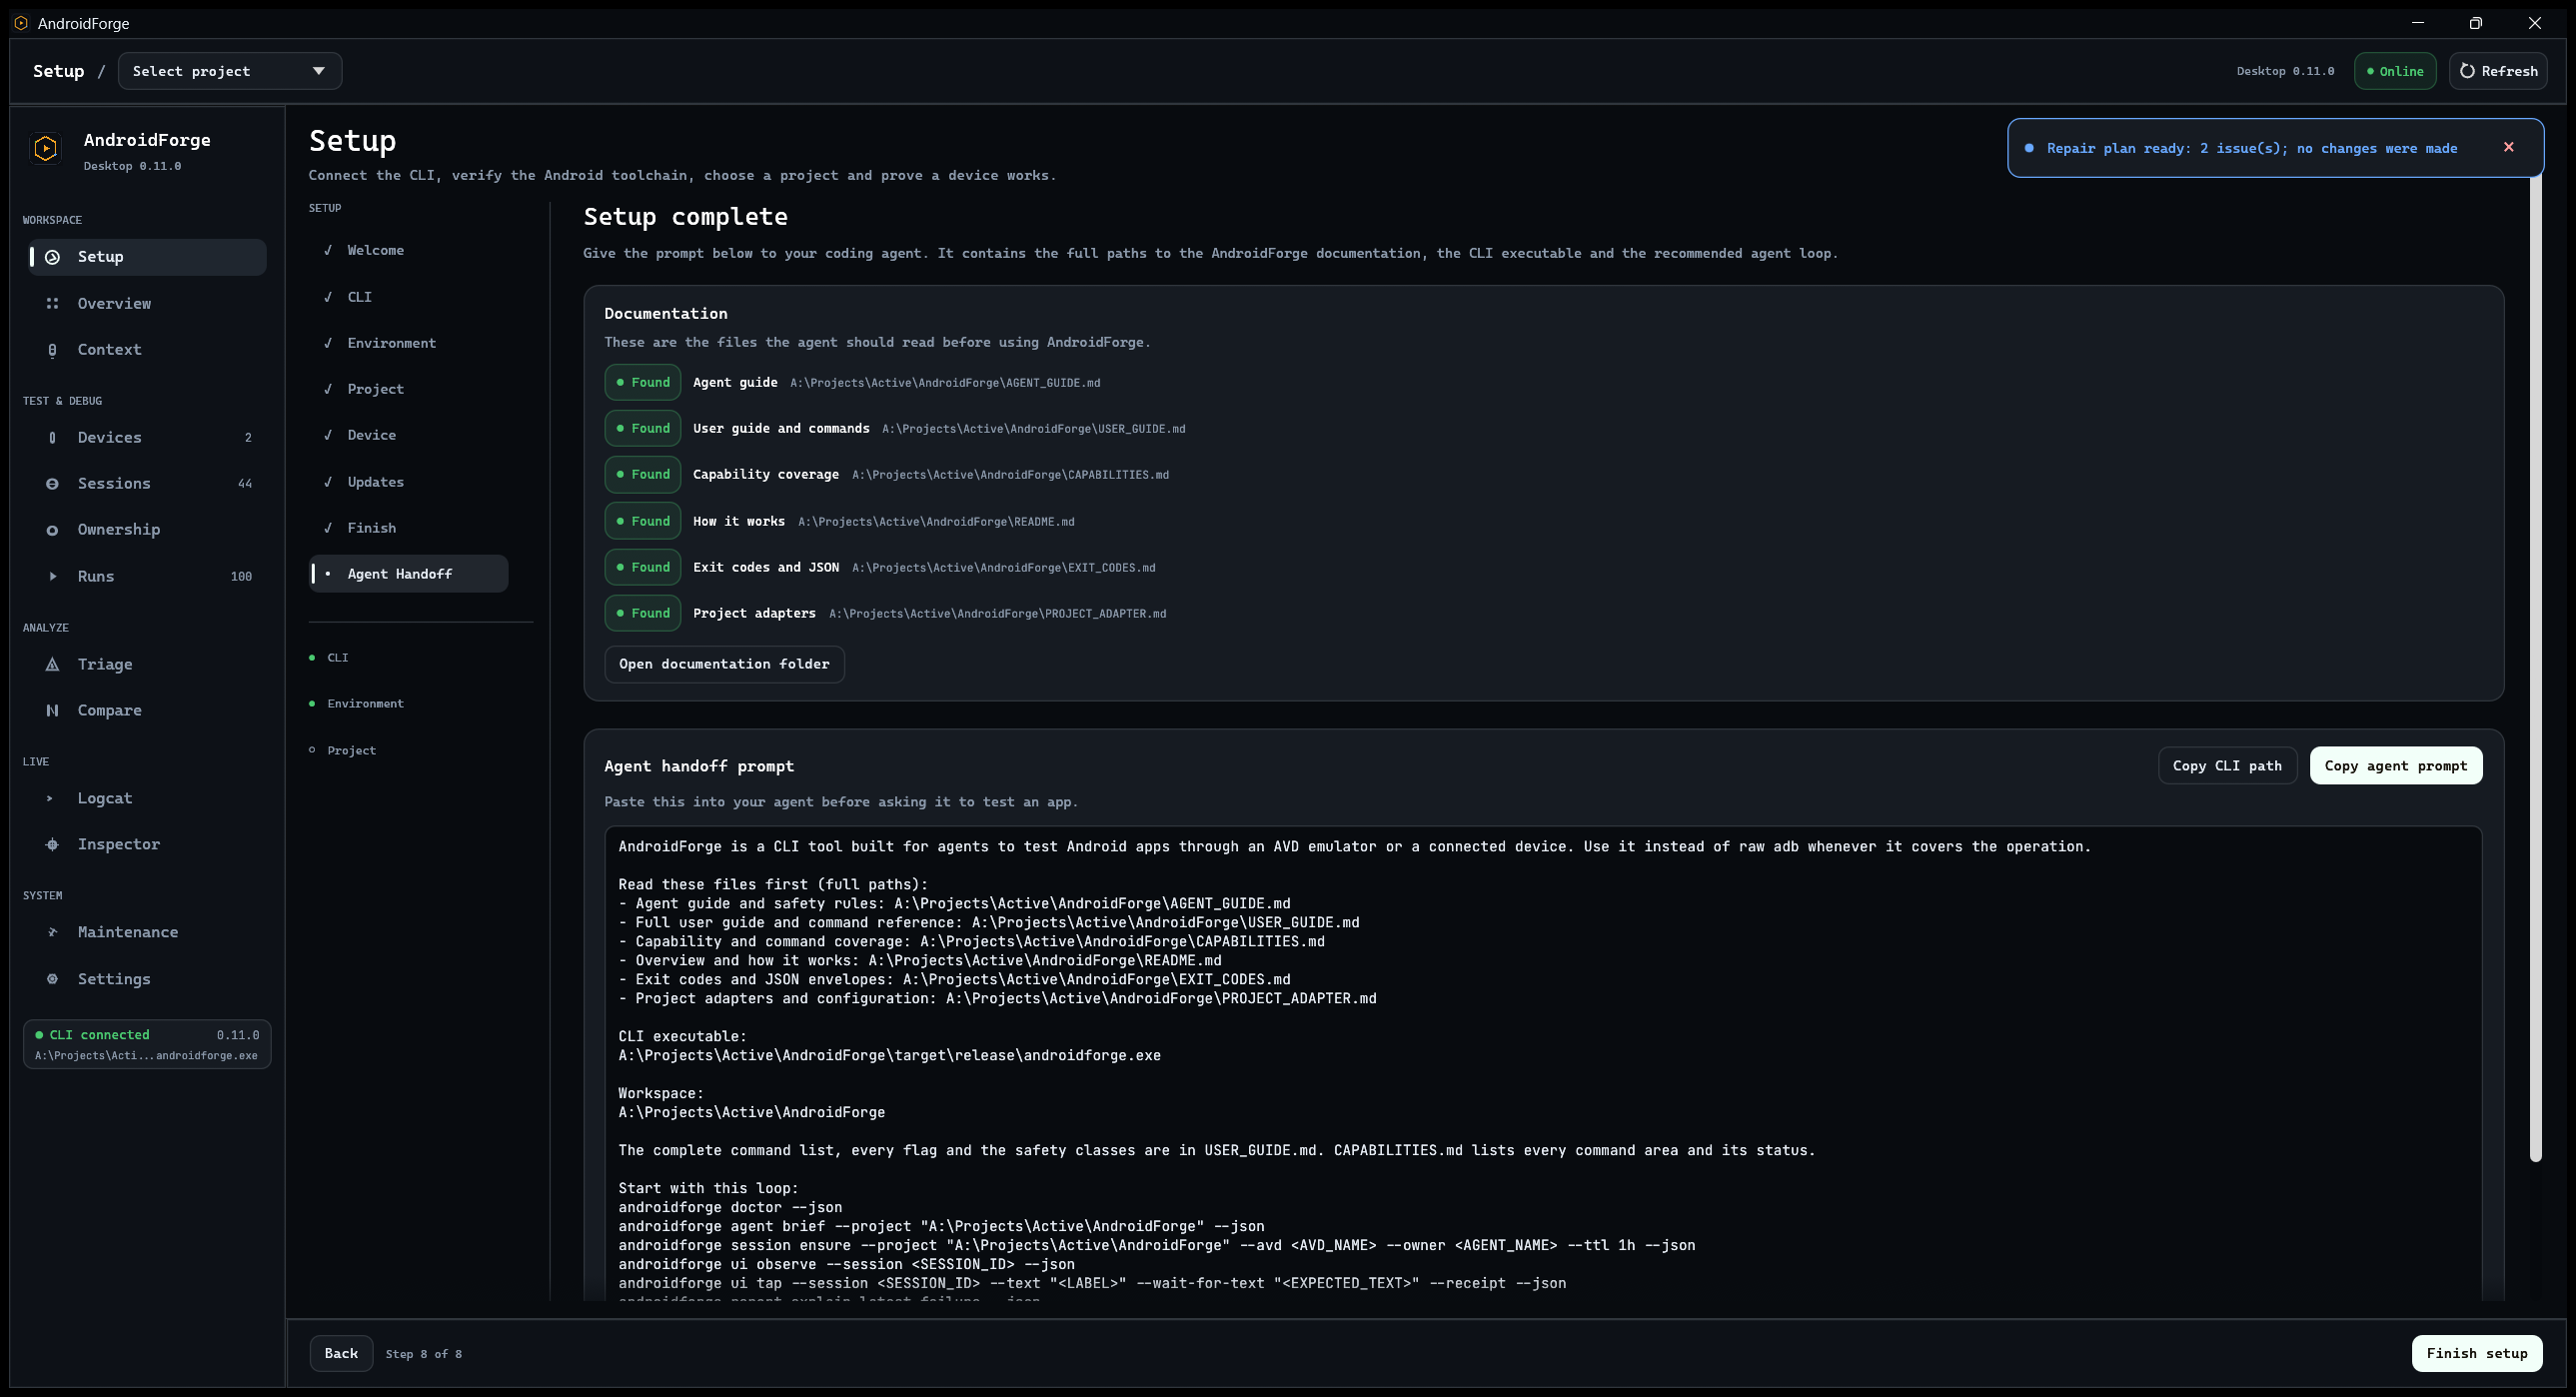 AndroidForge
Setup / Select project
Desktop 0.11.0
Online
Refresh
AndroidForge
Desktop 0.11.0
WORKSPACE
Setup
Overview
Context
TEST & DEBUG
Devices 2
Sessions 44
Ownership
Runs 100
ANALYZE
Triage
Compare
LIVE
Logcat
Inspector
SYSTEM
Maintenance
Settings
CLI connected 0.11.0
A:\Projects\Acti...androidforge.exe
Setup
Connect the CLI, verify the Android toolchain, choose a project and prove a device works.
Repair plan ready: 2 issue(s); no changes were made
SETUP
✓ Welcome
✓ CLI
✓ Environment
✓ Project
✓ Device
✓ Updates
✓ Finish
• Agent Handoff
CLI
Environment
Project
Setup complete
Give the prompt below to your coding agent. It contains the full paths to the AndroidForge documentation, the CLI executable and the recommended agent loop.
Documentation
These are the files the agent should read before using AndroidForge.
Found Agent guide A:\Projects\Active\AndroidForge\AGENT_GUIDE.md
Found User guide and commands A:\Projects\Active\AndroidForge\USER_GUIDE.md
Found Capability coverage A:\Projects\Active\AndroidForge\CAPABILITIES.md
Found How it works A:\Projects\Active\AndroidForge\README.md
Found Exit codes and JSON A:\Projects\Active\AndroidForge\EXIT_CODES.md
Found Project adapters A:\Projects\Active\AndroidForge\PROJECT_ADAPTER.md
Open documentation folder
Agent handoff prompt
Copy CLI path
Copy agent prompt
Paste this into your agent before asking it to test an app.
AndroidForge is a CLI tool built for agents to test Android apps through an AVD emulator or a connected device. Use it instead of raw adb whenever it covers the operation.
Read these files first (full paths):
- Agent guide and safety rules: A:\Projects\Active\AndroidForge\AGENT_GUIDE.md
- Full user guide and command reference: A:\Projects\Active\AndroidForge\USER_GUIDE.md
- Capability and command coverage: A:\Projects\Active\AndroidForge\CAPABILITIES.md
- Overview and how it works: A:\Projects\Active\AndroidForge\README.md
- Exit codes and JSON envelopes: A:\Projects\Active\AndroidForge\EXIT_CODES.md
- Project adapters and configuration: A:\Projects\Active\AndroidForge\PROJECT_ADAPTER.md
CLI executable:
A:\Projects\Active\AndroidForge\target\release\androidforge.exe
Workspace:
A:\Projects\Active\AndroidForge
The complete command list, every flag and the safety classes are in USER_GUIDE.md. CAPABILITIES.md lists every command area and its status.
Start with this loop:
androidforge doctor --json
androidforge agent brief --project "A:\Projects\Active\AndroidForge" --json
androidforge session ensure --project "A:\Projects\Active\AndroidForge" --avd <AVD_NAME> --owner <AGENT_NAME> --ttl 1h --json
androidforge ui observe --session <SESSION_ID> --json
androidforge ui tap --session <SESSION_ID> --text "<LABEL>" --wait-for-text "<EXPECTED_TEXT>" --receipt --json
Back
Step 8 of 8
Finish setup